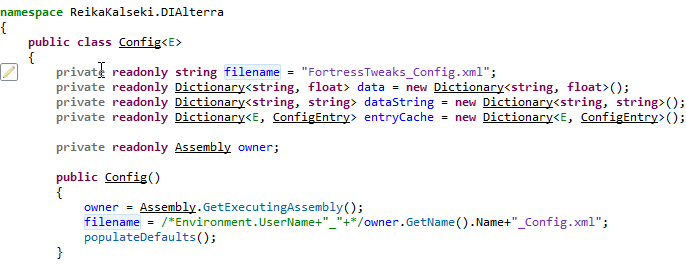 namespace ReikaKalseki.DIAlterra
{
    public class Config<E>
    {
        private readonly string filename = "FortressTweaks_Config.xml";
        private readonly Dictionary<string, float> data = new Dictionary<string, float>();
        private readonly Dictionary<string, string> dataString = new Dictionary<string, string>();
        private readonly Dictionary<E, ConfigEntry> entryCache = new Dictionary<E, ConfigEntry>();

        private readonly Assembly owner;

        public Config()
        {
            owner = Assembly.GetExecutingAssembly();
            filename = /*Environment.UserName+"_"+*/owner.GetName().Name+"_Config.xml";
            populateDefaults();
        }